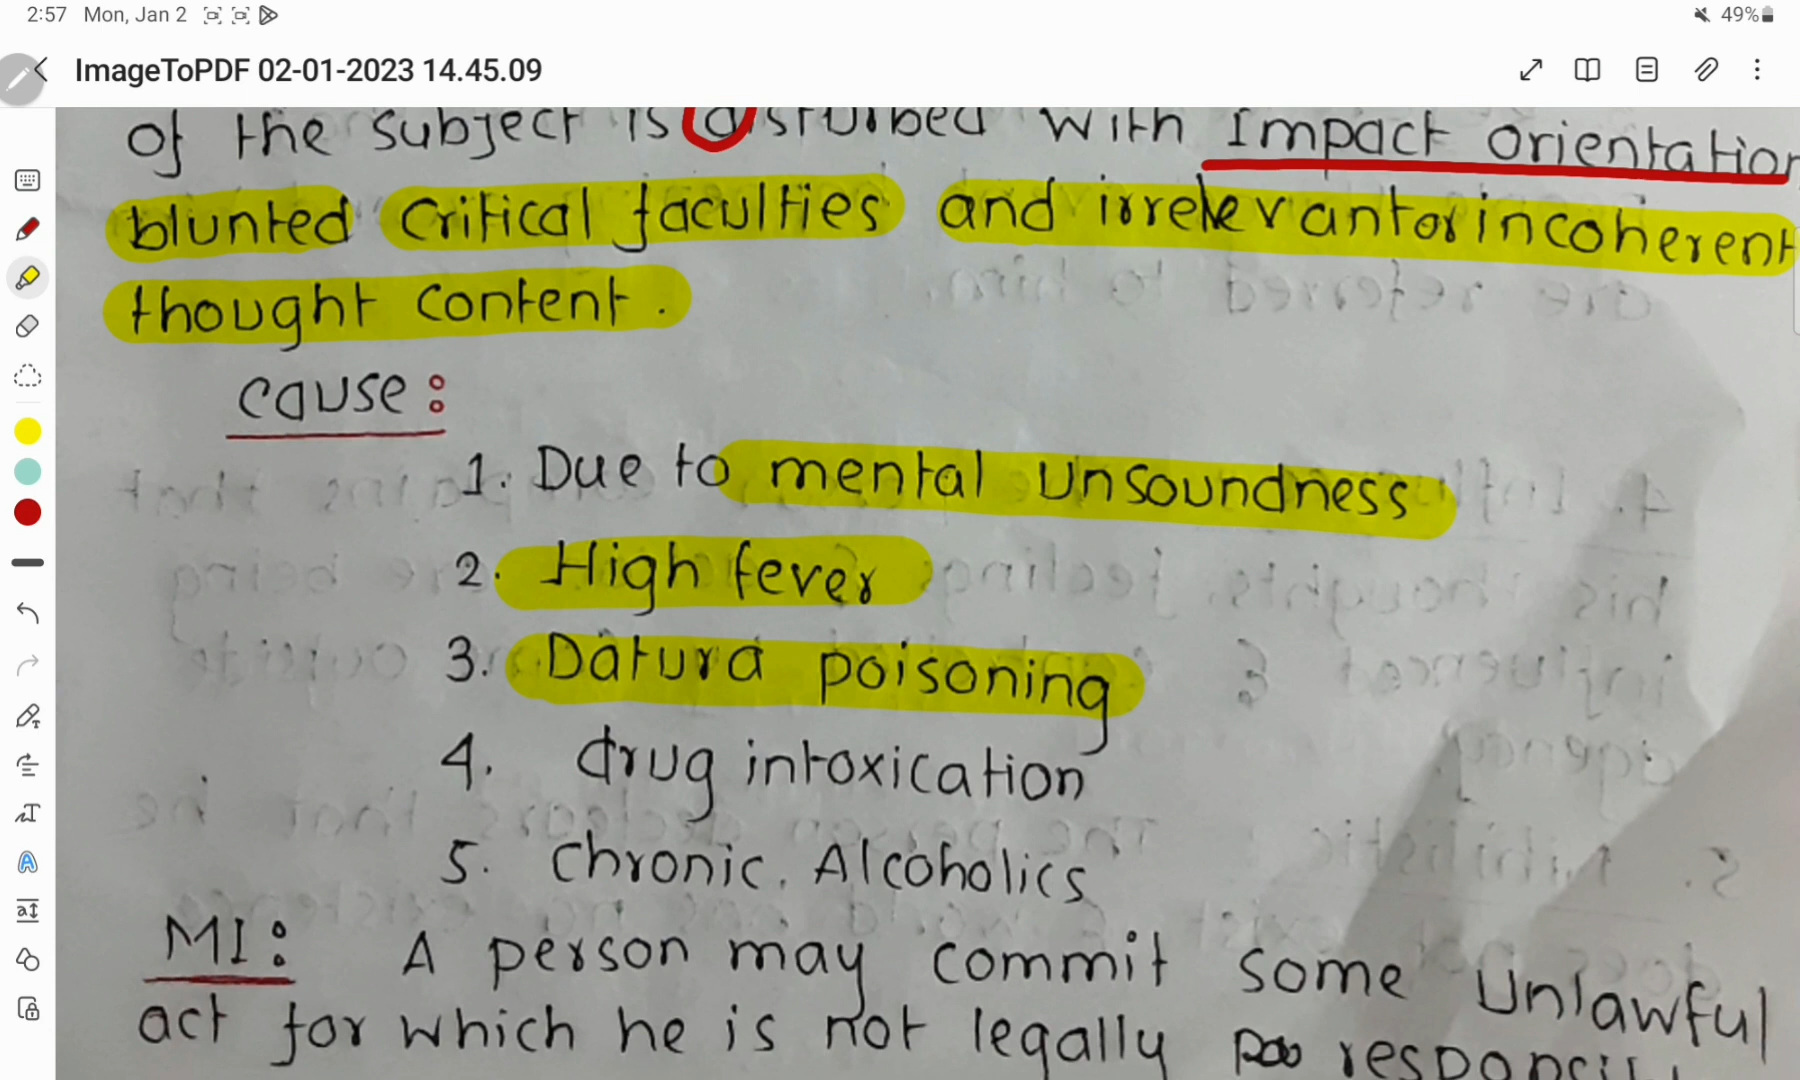 2:57 Mon, Jan 2 49%
ImageToPDF 02-01-2023 14.45.09
of the subject is disturbed with Impact orientation
blunted critical faculties and irrelevant or incoherent
thought content.
cause:
1. Due to mental unsoundness
2. High fever
3. Datura poisoning
4. drug intoxication
5. chronic. Alcoholics
MI: A person may commit some unlawful
act for which he is not legally